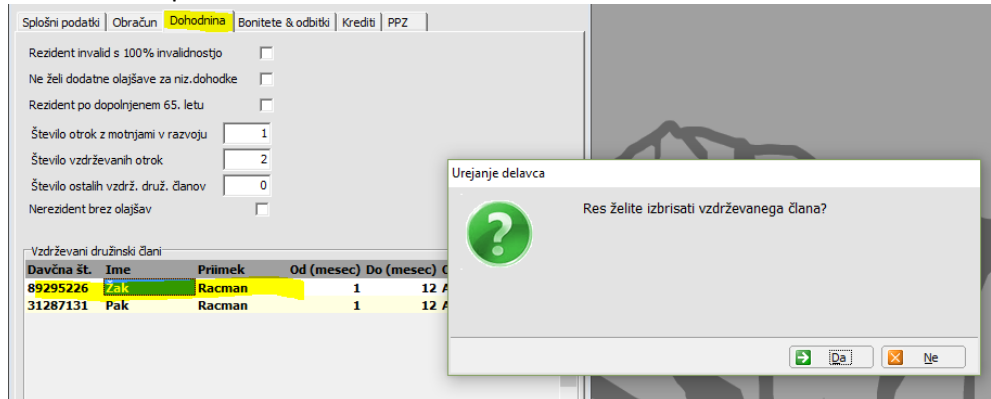 Splošni podatki Obračun Dohodnina Bonitete & odbitki Krediti PPZ
Rezident invalid s 100% invalidnostjo
Ne želi dodatne olajšave za niz.dohodke
Rezident po dopolnjenem 65. letu
Število otrok z motnjami v razvoju 1
Število vzdrževanih otrok 2
Število ostalih vzdrž. druž. članov 0
Nerezident brez olajšav
Vzdrževani družinski člani
Davčna št. Ime Priimek Od (mesec) Do (mesec)
89295226 Žak Racman 1 12 A
31287131 Pak Racman 1 12 A
Urejanje delavca
Res želite izbrisati vzdrževanega člana?
Da Ne